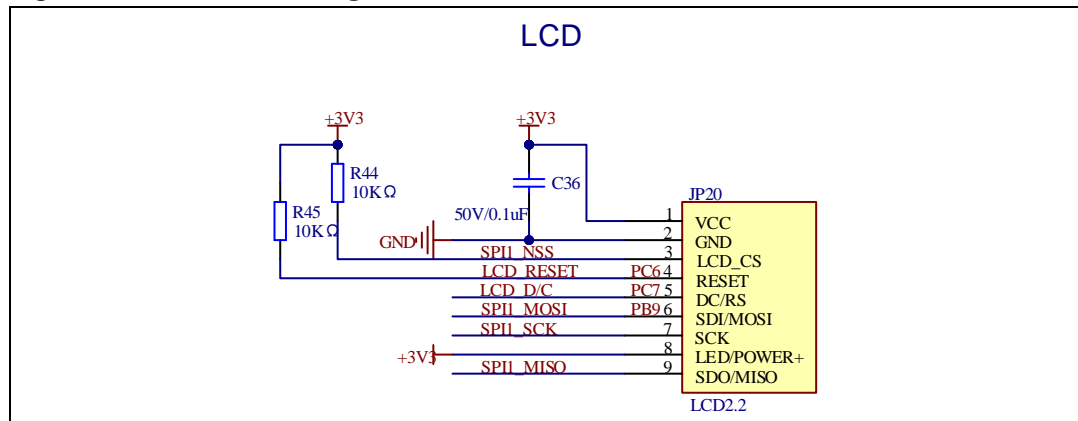 LCD
+3V3
+3V3
R44
10KΩ
R45
10KΩ
C36
50V/0.1uF
GND
JP20
1 VCC
2 GND
SPI1_NSS 3 LCD_CS
LCD_RESET PC6 4 RESET
LCD_D/C PC7 5 DC/RS
SPI1_MOSI PB9 6 SDI/MOSI
SPI1_SCK 7 SCK
+3V3 8 LED/POWER+
SPI1_MISO 9 SDO/MISO
LCD2.2